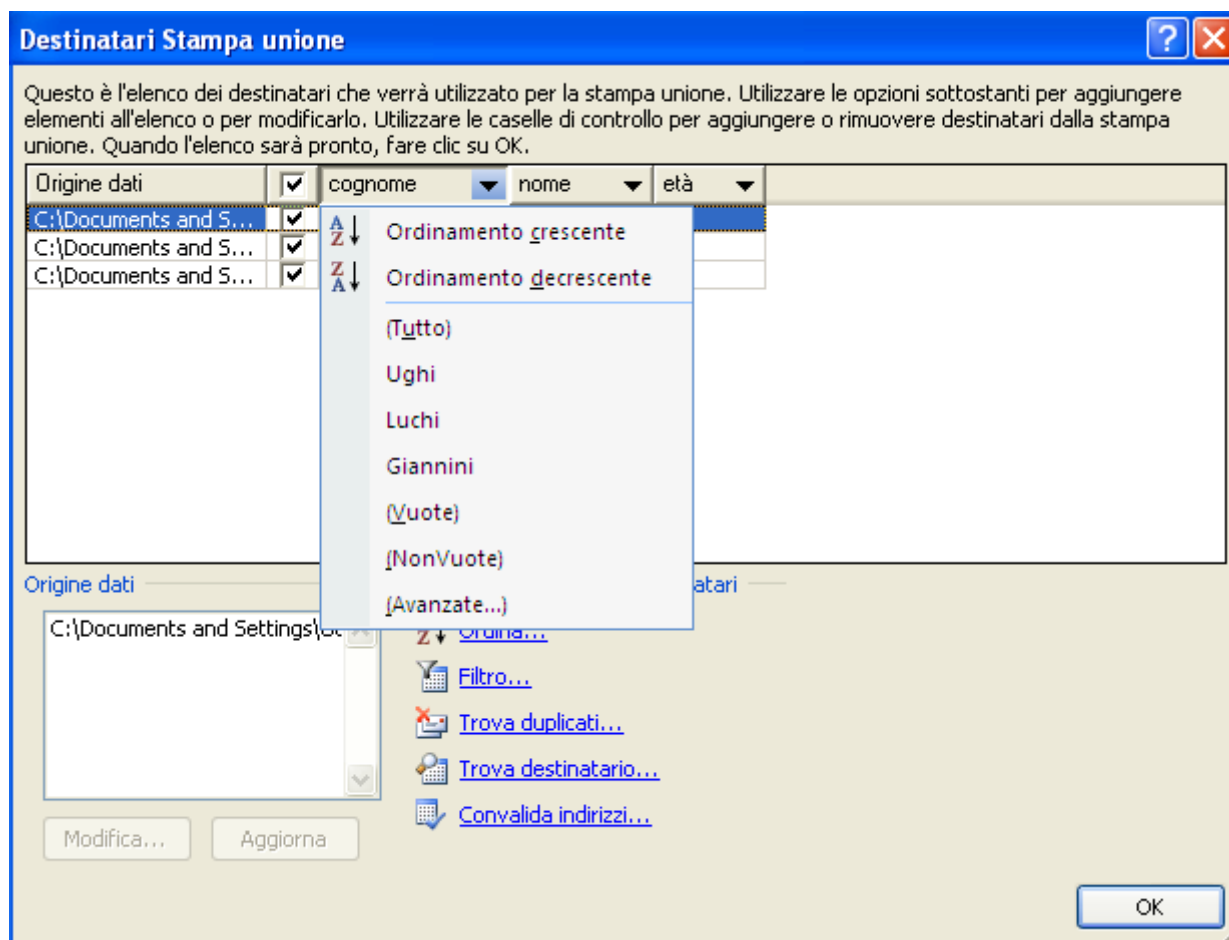 Destinatari Stampa unione
Questo è l'elenco dei destinatari che verrà utilizzato per la stampa unione. Utilizzare le opzioni sottostanti per aggiungere
elementi all'elenco o per modificarlo. Utilizzare le caselle di controllo per aggiungere o rimuovere destinatari dalla stampa
unione. Quando l'elenco sarà pronto, fare clic su OK.
Origine dati cognome nome età
C:\Documents and S...
C:\Documents and S...
C:\Documents and S...
Ordinamento crescente
Ordinamento decrescente
(Tutto)
Ughi
Luchi
Giannini
(Vuote)
(NonVuote)
(Avanzate...)
Origine dati
C:\Documents and Settings\
Ordina...
Filtro...
Trova duplicati...
Trova destinatario...
Convalida indirizzi...
Modifica... Aggiorna
OK